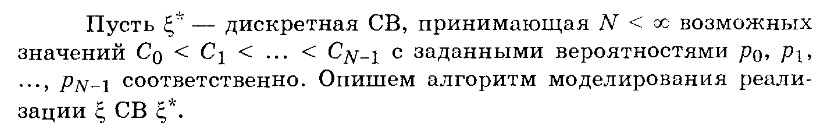 Пусть ξ* — дискретная СВ, принимающая N < ∞ возможных
значений C₀ < C₁ < ... < C_{N−1} с заданными вероятностями p₀, p₁,
..., p_{N−1} соответственно. Опишем алгоритм моделирования реали-
зации ξ СВ ξ*.